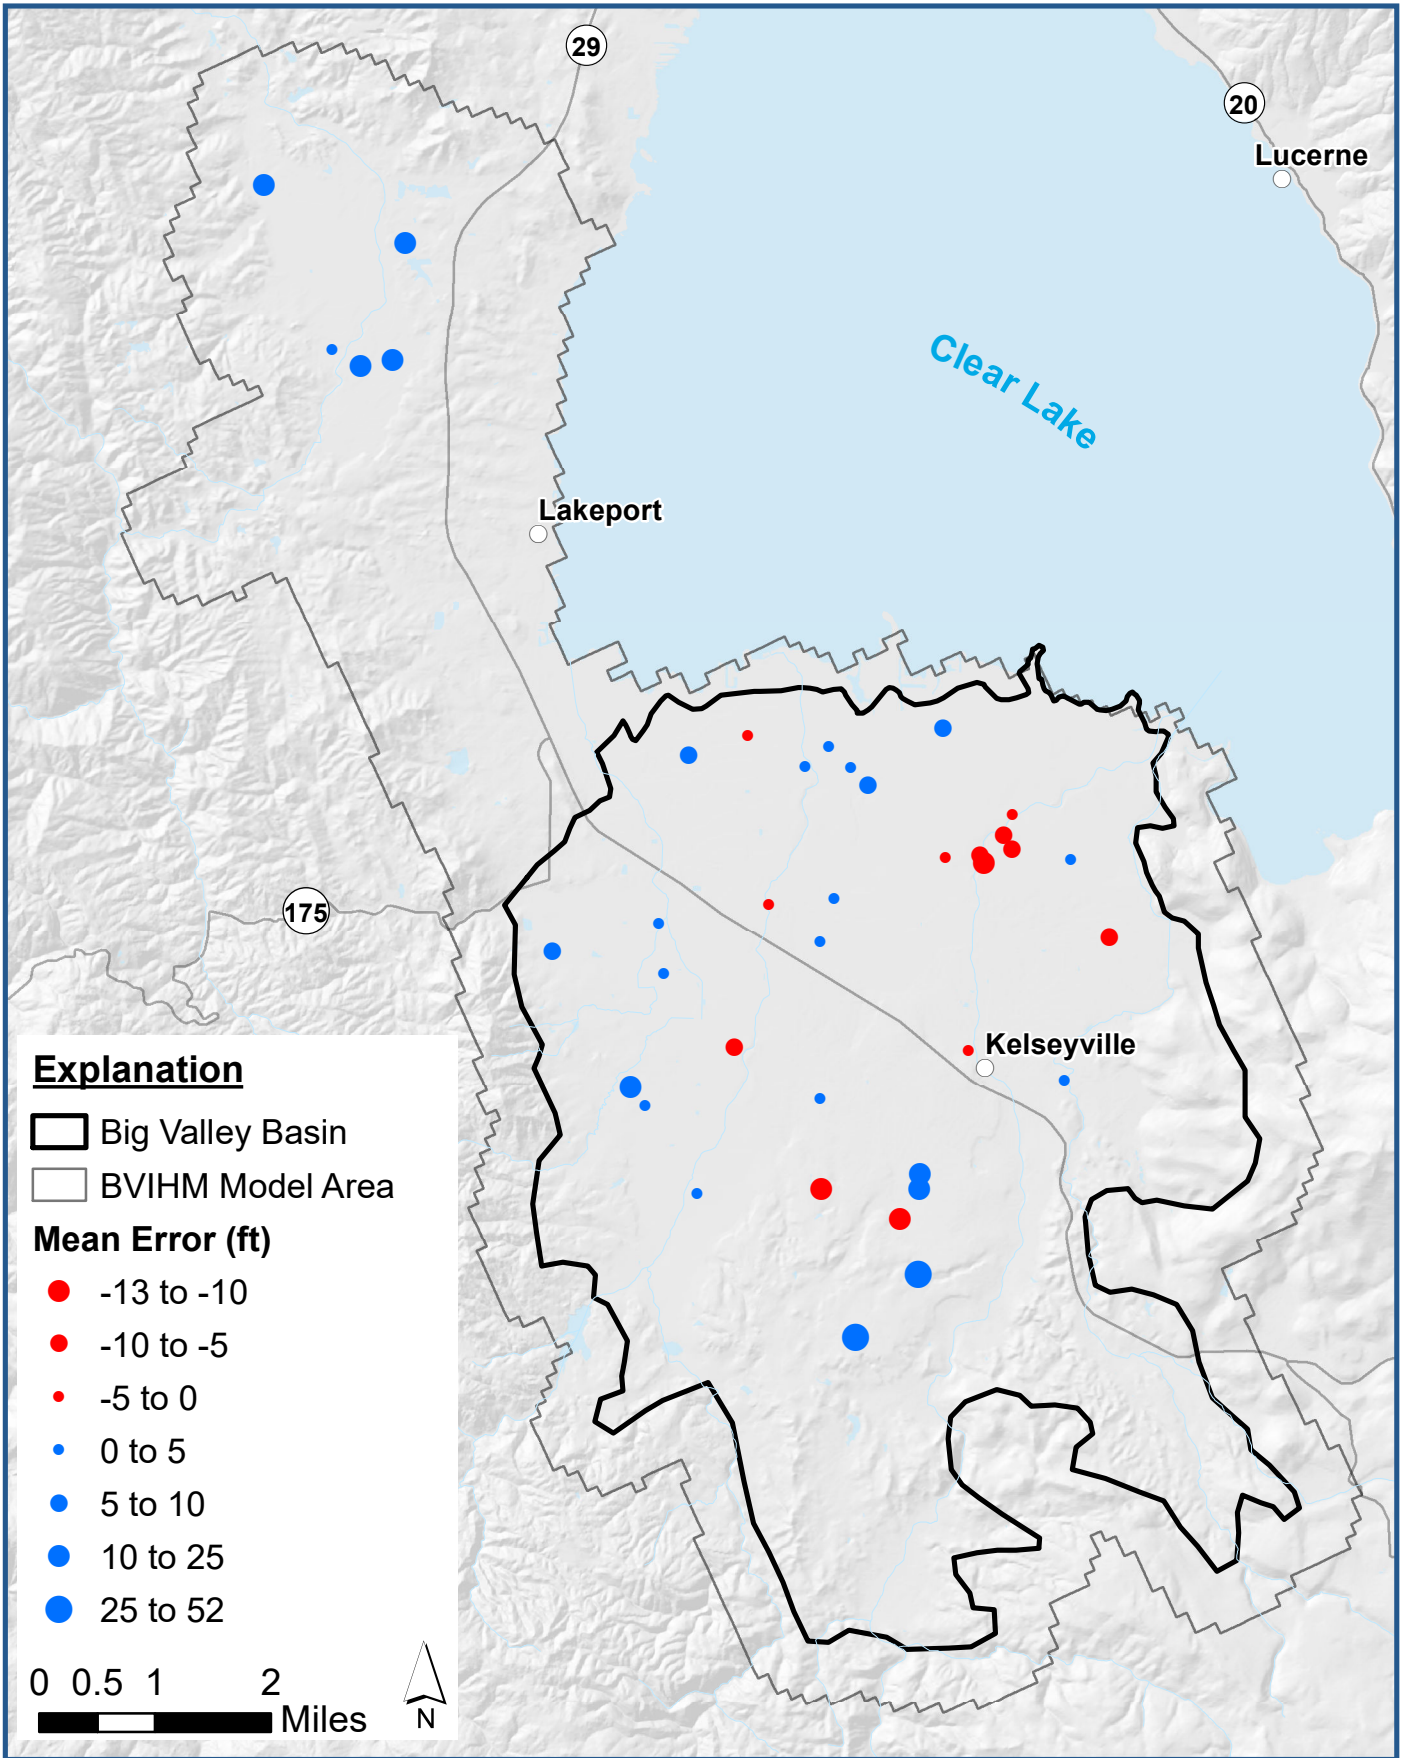 29
20
Lucerne
Clear Lake
Lakeport
175
Kelseyville
Explanation
Big Valley Basin
BVIHM Model Area
Mean Error (ft)
-13 to -10
-10 to -5
-5 to 0
0 to 5
5 to 10
10 to 25
25 to 52
0 0.5 1 2
Miles
N